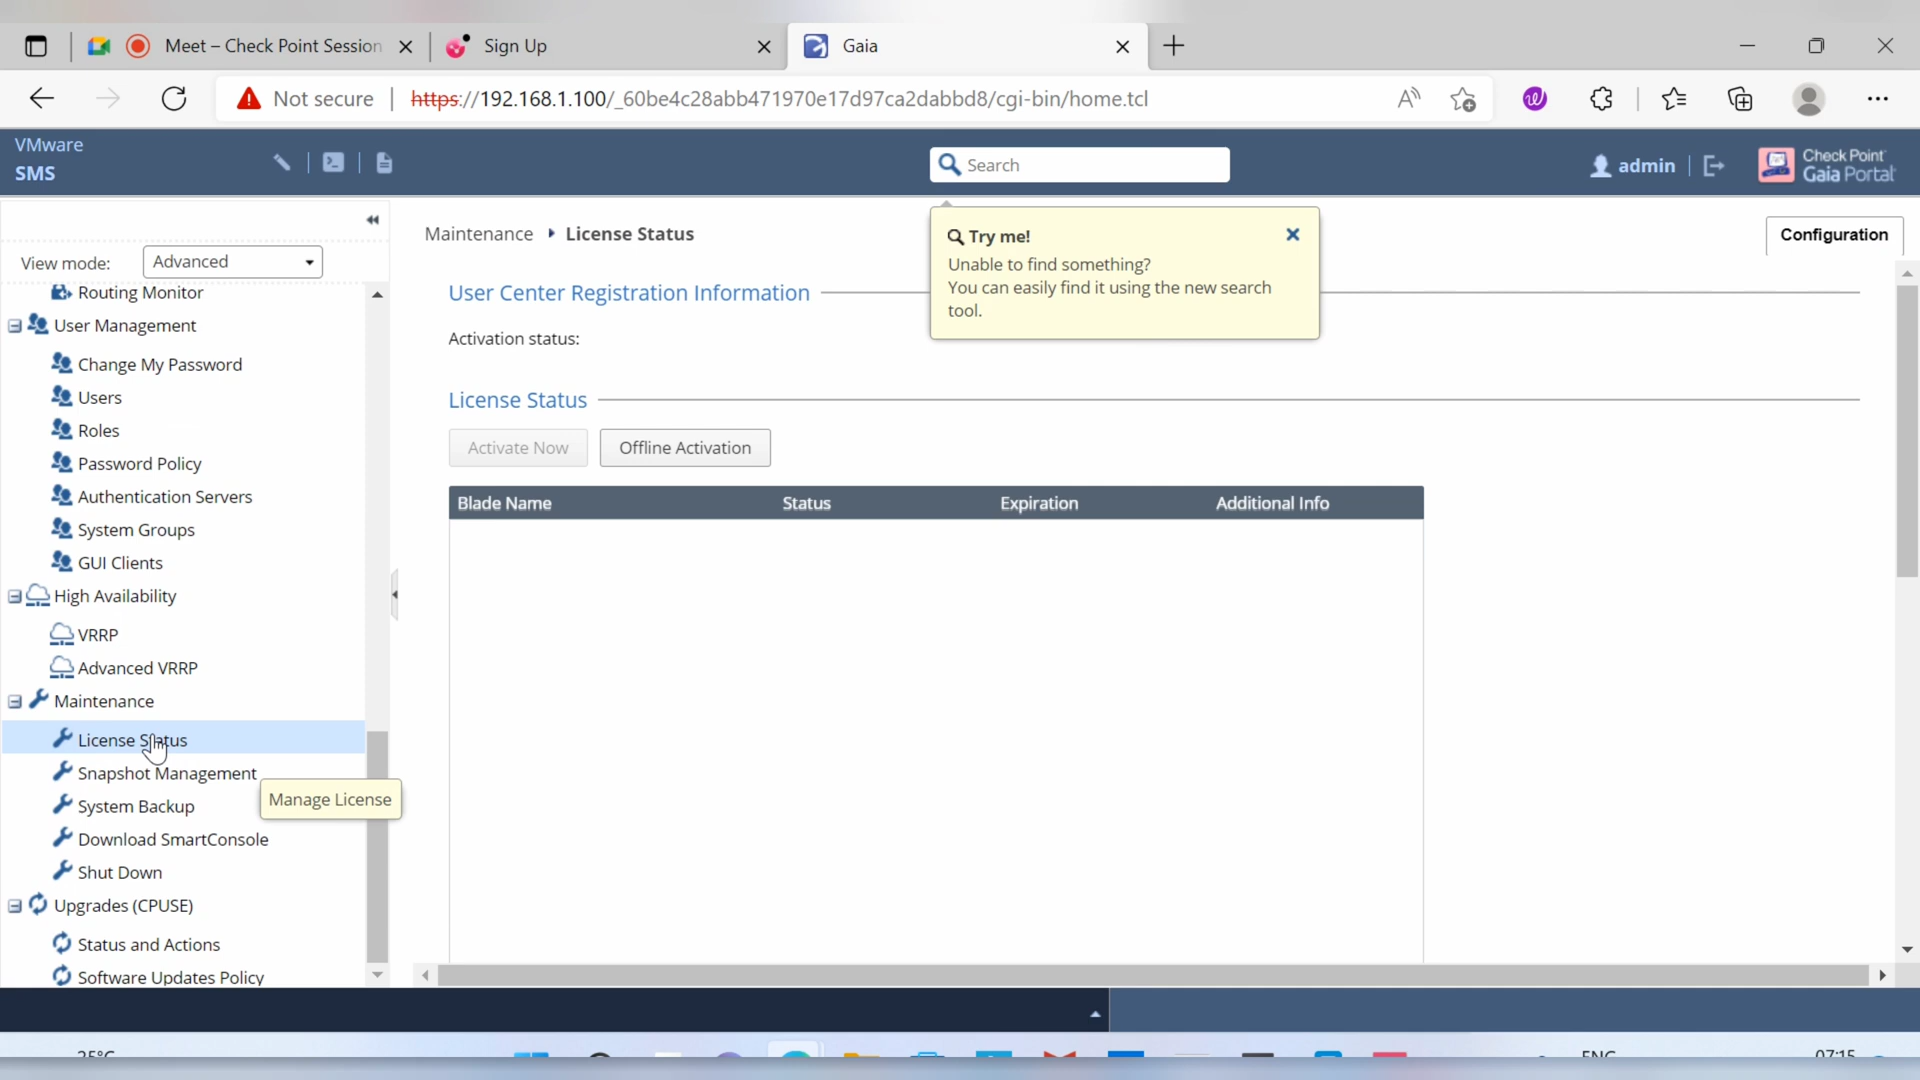 Meet – Check Point Session
Sign Up
Gaia
Not secure
https://192.168.1.100/_60be4c28abb471970e17d97ca2dabbd8/cgi-bin/home.tcl
VMware
SMS
Search
admin
Check Point
Gaia Portal
View mode:
Advanced
Routing Monitor
User Management
Change My Password
Users
Roles
Password Policy
Authentication Servers
System Groups
GUI Clients
High Availability
VRRP
Advanced VRRP
Maintenance
License Status
Snapshot Management
Manage License
System Backup
Download SmartConsole
Shut Down
Upgrades (CPUSE)
Status and Actions
Software Updates Policy
Maintenance
License Status
Configuration
Try me!
Unable to find something?
You can easily find it using the new search
tool.
User Center Registration Information
Activation status:
License Status
Activate Now
Offline Activation
Blade Name Status Expiration Additional Info
25°C
ENG
07:15